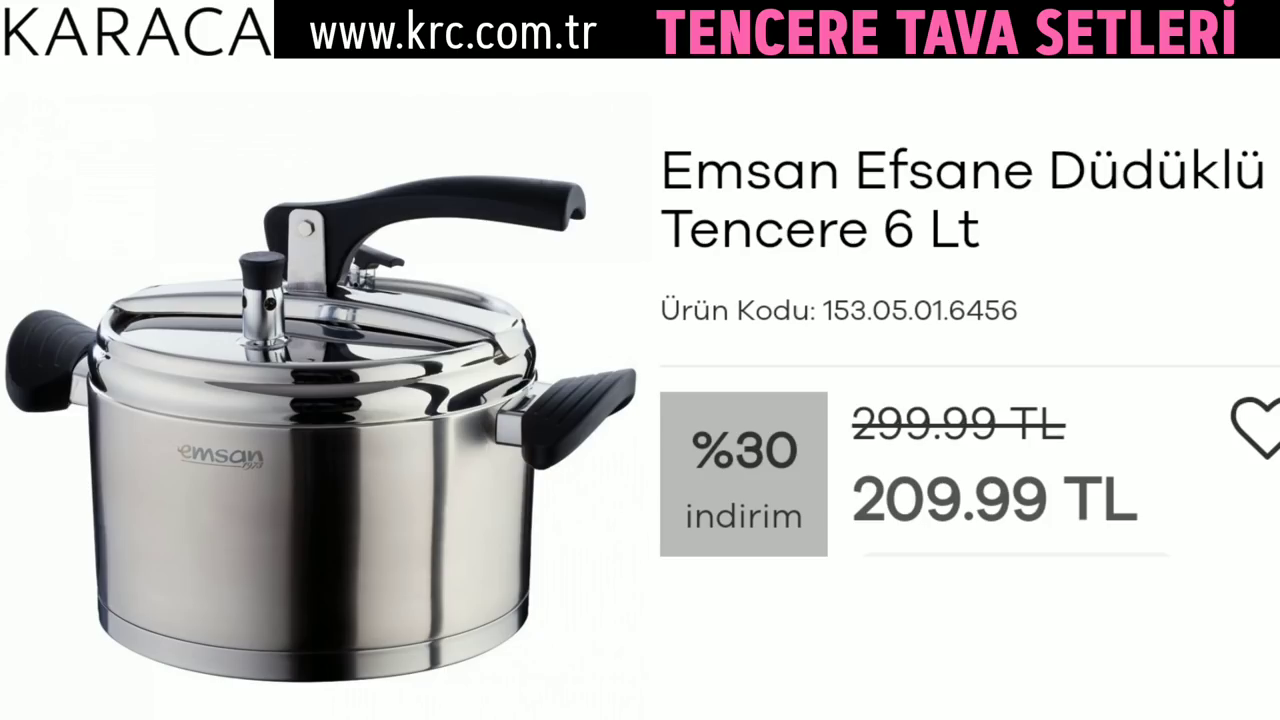 KARACA
www.krc.com.tr
TENCERE TAVA SETLERİ
Emsan Efsane Düdüklü
Tencere 6 Lt
Ürün Kodu: 153.05.01.6456
%30
indirim
299.99 TL
209.99 TL
emsan
1973